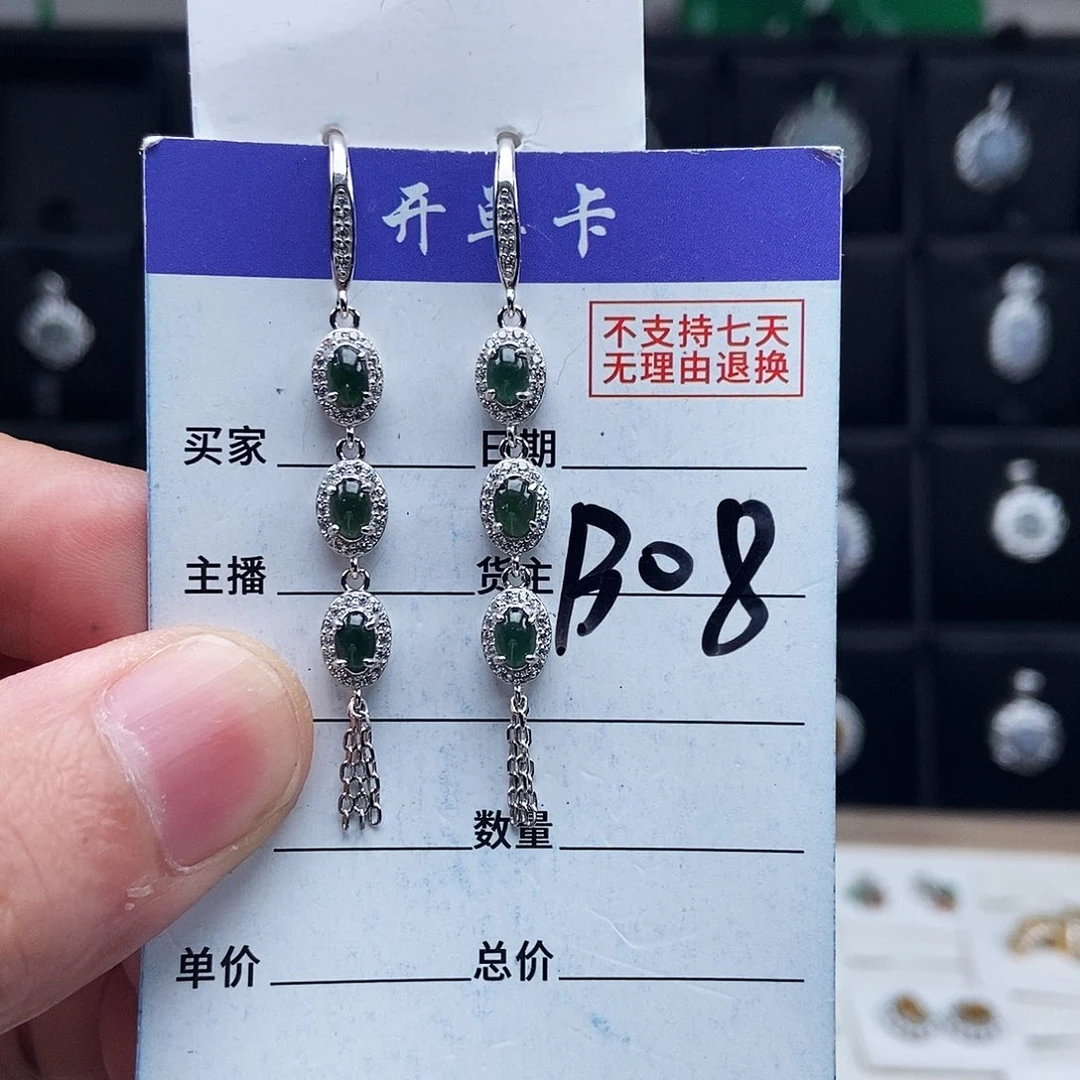 开单卡
不支持七天
无理由退换
买家 日期
主播 货主
B08
数量
单价 总价